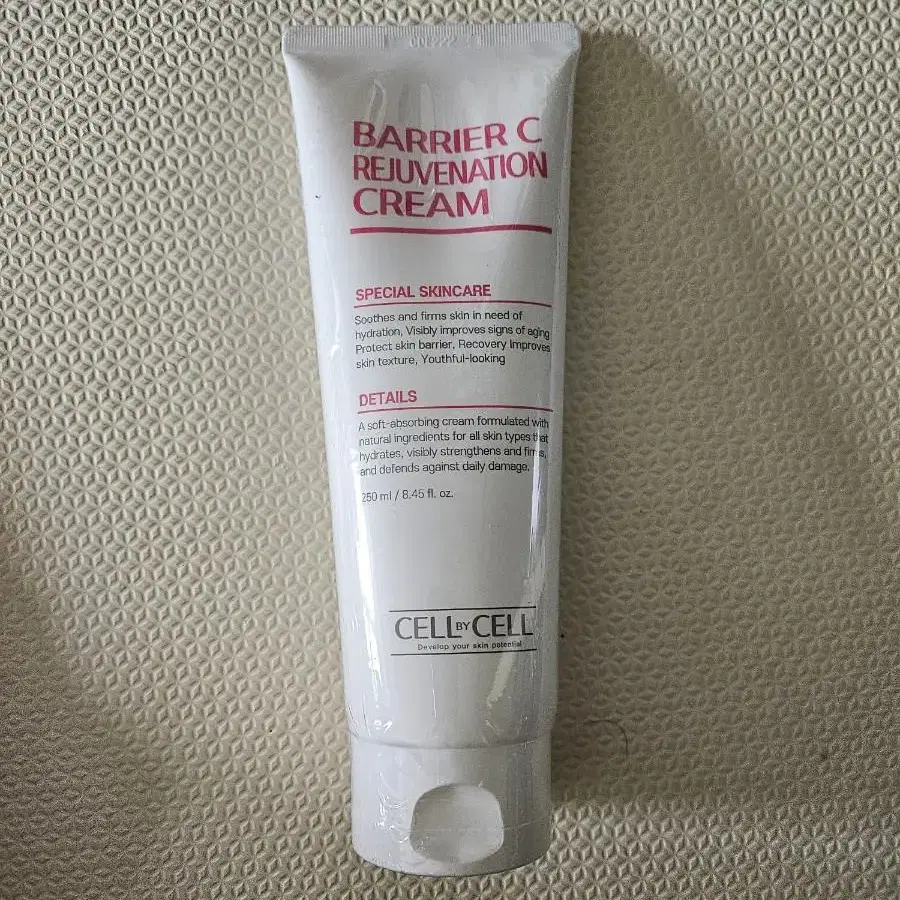 BARRIER C
REJUVENATION
CREAM
SPECIAL SKINCARE
Soothes and firms skin in need of
hydration, Visibly improves signs of aging
Protect skin barrier, Recovery Improves
skin texture, Youthful-looking
DETAILS
A soft-absorbing cream formulated with
natural ingredients for all skin types that
hydrates, visibly strengthens and firms,
and defends against daily damage.
250 ml / 8.45 fl. oz.
CELL BY CELL
Develop your skin potential